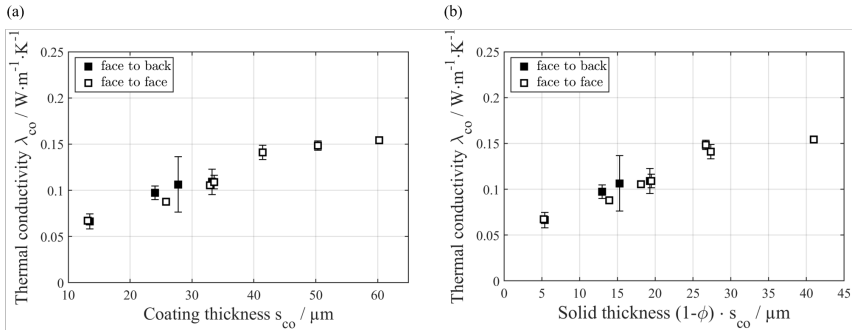 (a)
Thermal conductivity λco / W·m-1·K-1
0.25
0.2
0.15
0.1
0.05
0
face to back
face to face
10
20
30
40
50
60
Coating thickness sco / μm
(b)
Thermal conductivity λco / W·m-1·K-1
0.25
0.2
0.15
0.1
0.05
0
face to back
face to face
0
5
10
15
20
25
30
35
40
45
Solid thickness (1-ϕ) · sco / μm